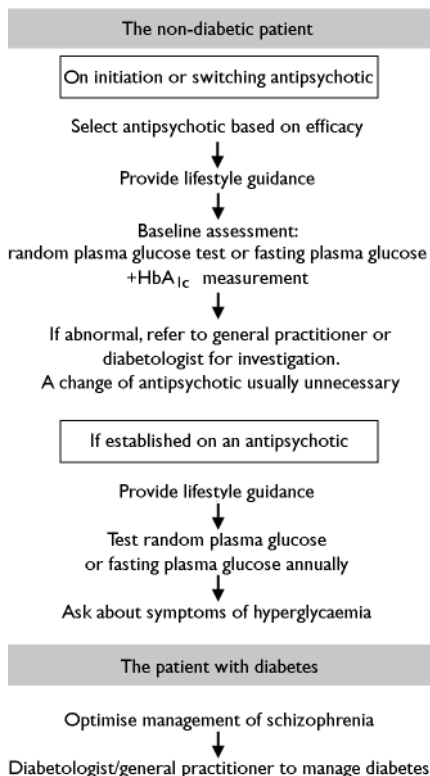 The non-diabetic patient
On initiation or switching antipsychotic
Select antipsychotic based on efficacy
Provide lifestyle guidance
Baseline assessment:
random plasma glucose test or fasting plasma glucose
+HbA1c measurement
If abnormal, refer to general practitioner or
diabetologist for investigation.
A change of antipsychotic usually unnecessary
If established on an antipsychotic
Provide lifestyle guidance
Test random plasma glucose
or fasting plasma glucose annually
Ask about symptoms of hyperglycaemia
The patient with diabetes
Optimise management of schizophrenia
Diabetologist/general practitioner to manage diabetes